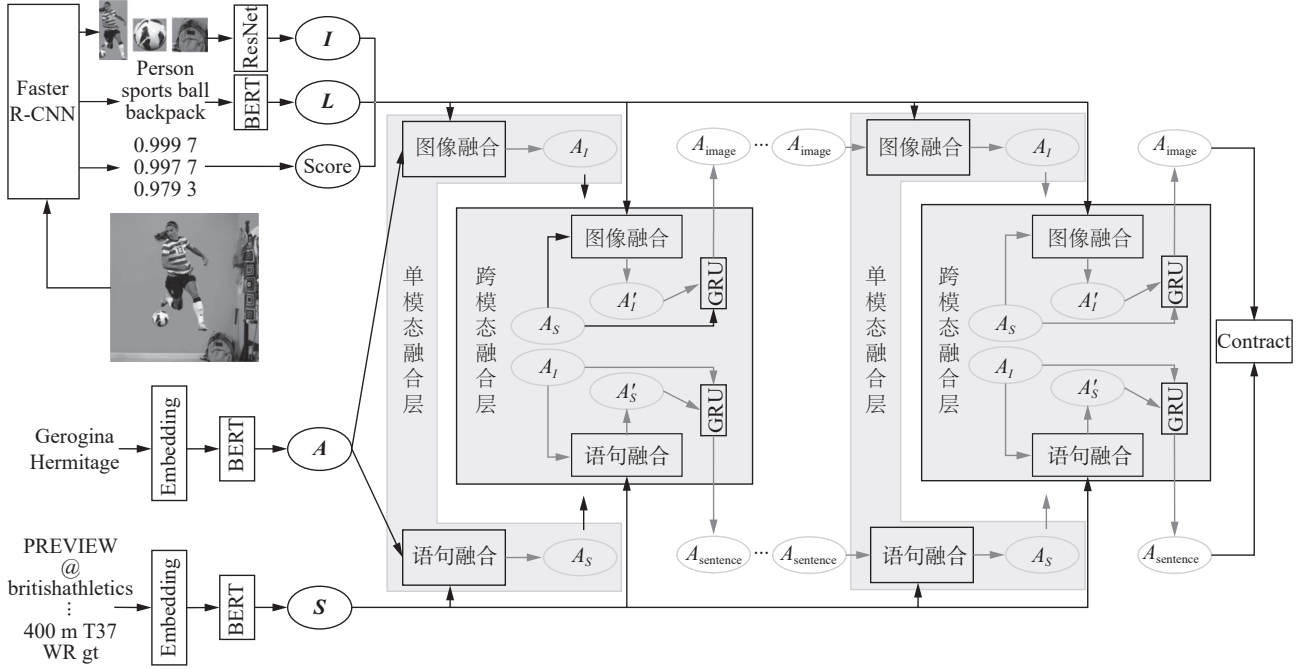 Faster
R-CNN
Person
sports ball
backpack
0.999 7
0.997 7
0.979 3
ResNet
BERT
I
L
Score
Gerogina
Hermitage
Embedding
BERT
A
PREVIEW
@
britishathletics
⋮
400 m T37
WR gt
Embedding
BERT
S
图像融合
A_I
单模态融合层
语句融合
A_S
跨模态融合层
图像融合
A′_I
GRU
A_S
A_I
A′_S
GRU
语句融合
A_image ··· A_image
A_sentence ··· A_sentence
图像融合
A_I
单模态融合层
语句融合
A_S
跨模态融合层
图像融合
A′_I
GRU
A_S
A_I
A′_S
GRU
语句融合
A_image
Contract
A_sentence